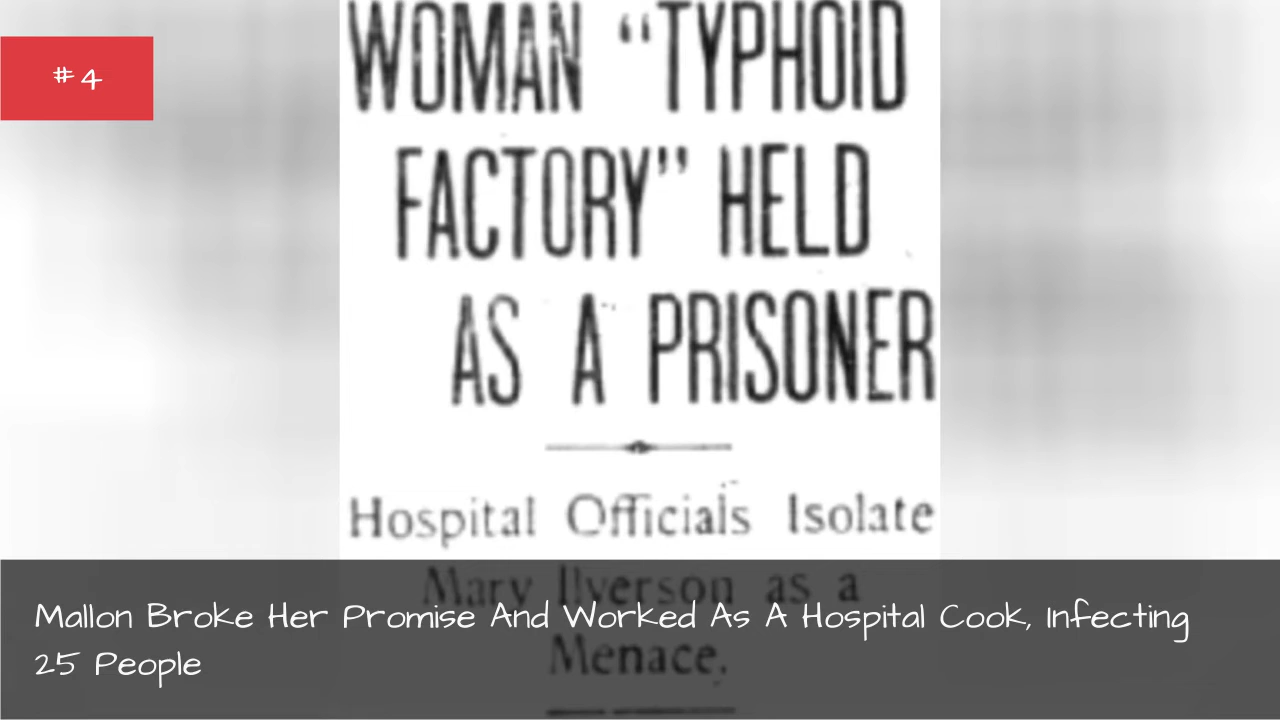 #4
WOMAN “TYPHOID
FACTORY” HELD
AS A PRISONER
Hospital Officials Isolate
Mary Ilverson as a
Menace.
Mallon Broke Her Promise And Worked As A Hospital Cook, Infecting
25 People